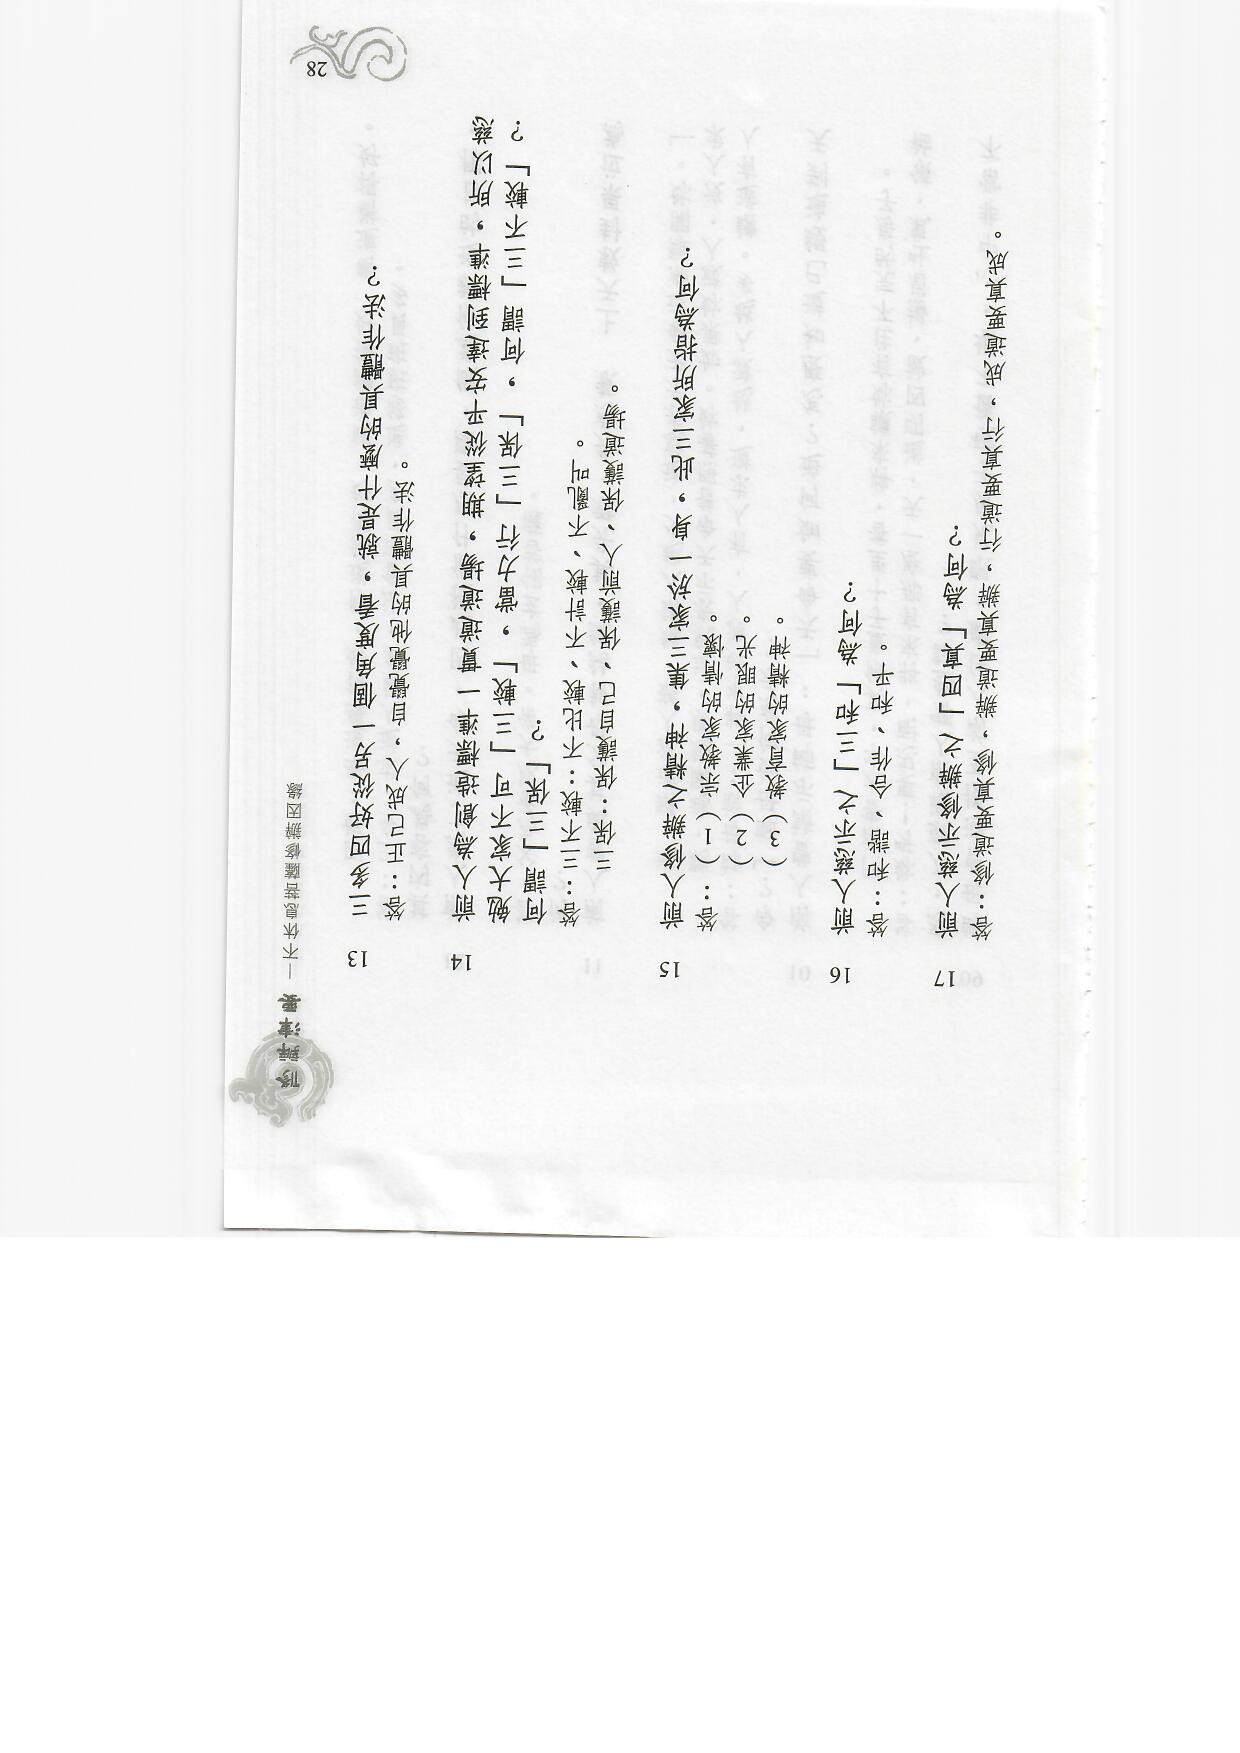 修辦津要
—不休息菩薩修辦因緣
13 三多四好從另一個角度看，就是什麼的具體作法？
答：正己成人，自覺覺他的具體作法。
14 前人為創造標準一貫道道場，期望從平安達到標準，所以慈
勉大家不可「三較」，當力行「三保」，何謂「三不較」？
何謂「三保」？
答：三不較：不比較、不計較、不亂叫。
三保：保護自己、保護前人、保護道場。
15 前人修辦之精神，集三家於一身，此三家所指為何？
答：（1）宗教家的情懷。
（2）企業家的眼光。
（3）教育家的精神。
16 前人慈示之「三和」為何？
答：和諧、合作、和平。
17 前人慈示修辦之「四真」為何？
答：修道要真修，辦道要真辦，行道要真行，成道要真成。
28